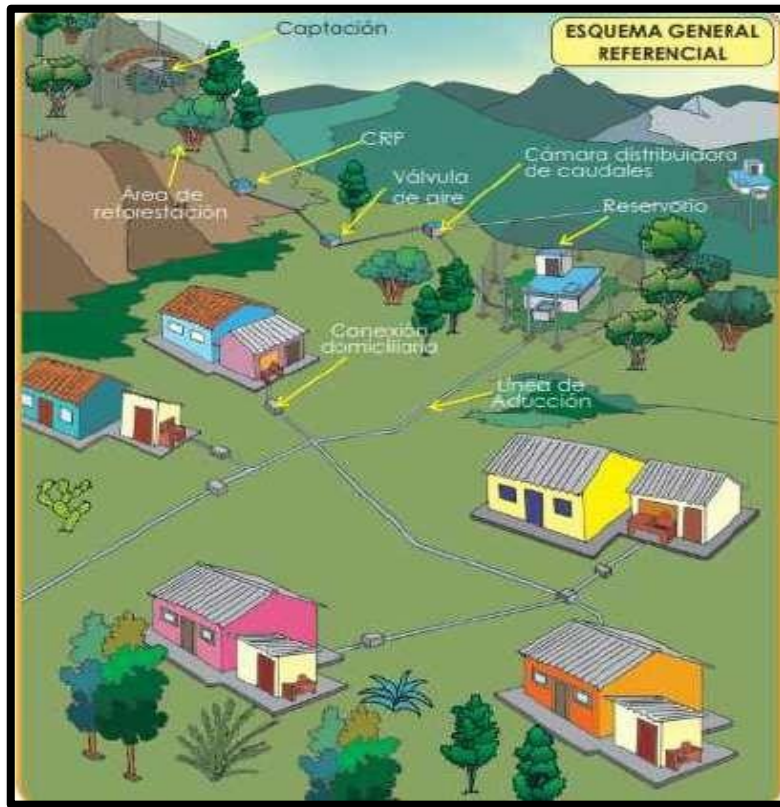 Captación
ESQUEMA GENERAL
REFERENCIAL
CRP
Cámara distribuidora
de caudales
Válvula
de aire
Área de
reforestación
Reservorio
Conexión
domiciliaria
Línea de
Aducción